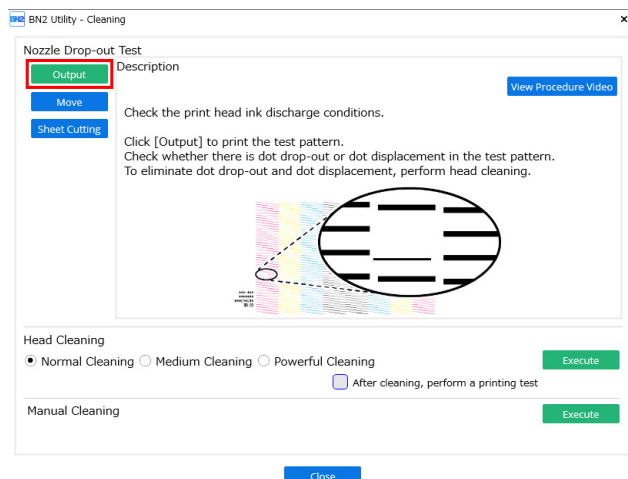 BN2 BN2 Utility - Cleaning ×
Nozzle Drop-out Test
Output
Description
View Procedure Video
Move
Sheet Cutting
Check the print head ink discharge conditions.
Click [Output] to print the test pattern.
Check whether there is dot drop-out or dot displacement in the test pattern.
To eliminate dot drop-out and dot displacement, perform head cleaning.
Head Cleaning
Normal Cleaning Medium Cleaning Powerful Cleaning
Execute
After cleaning, perform a printing test
Manual Cleaning
Execute
Close